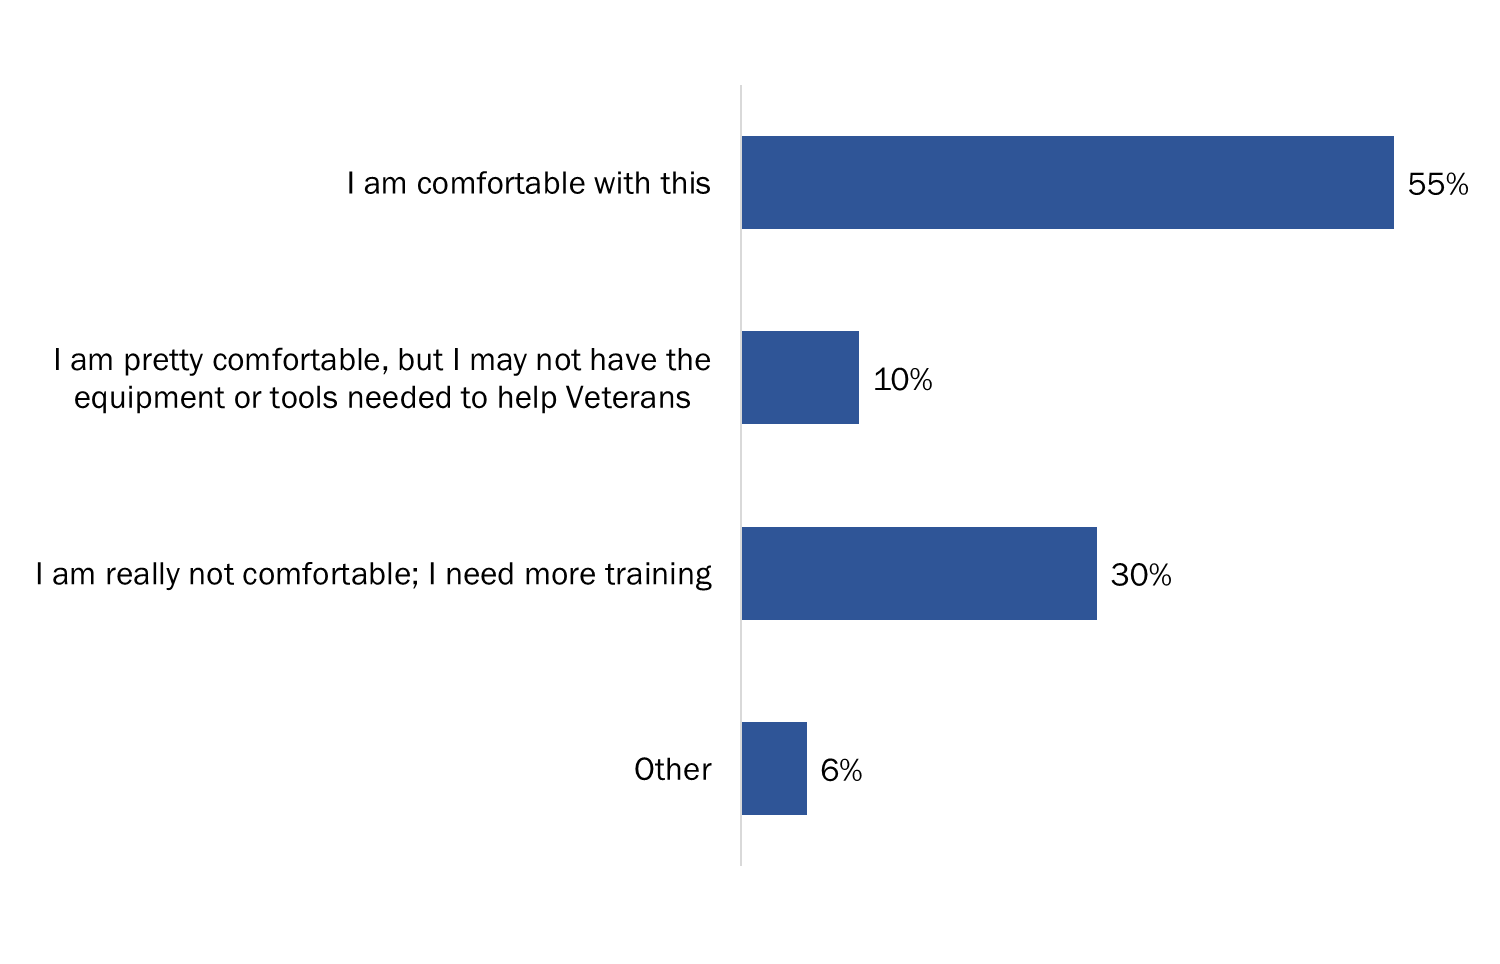 I am comfortable with this
55%
I am pretty comfortable, but I may not have the
equipment or tools needed to help Veterans
10%
I am really not comfortable; I need more training
30%
Other
6%